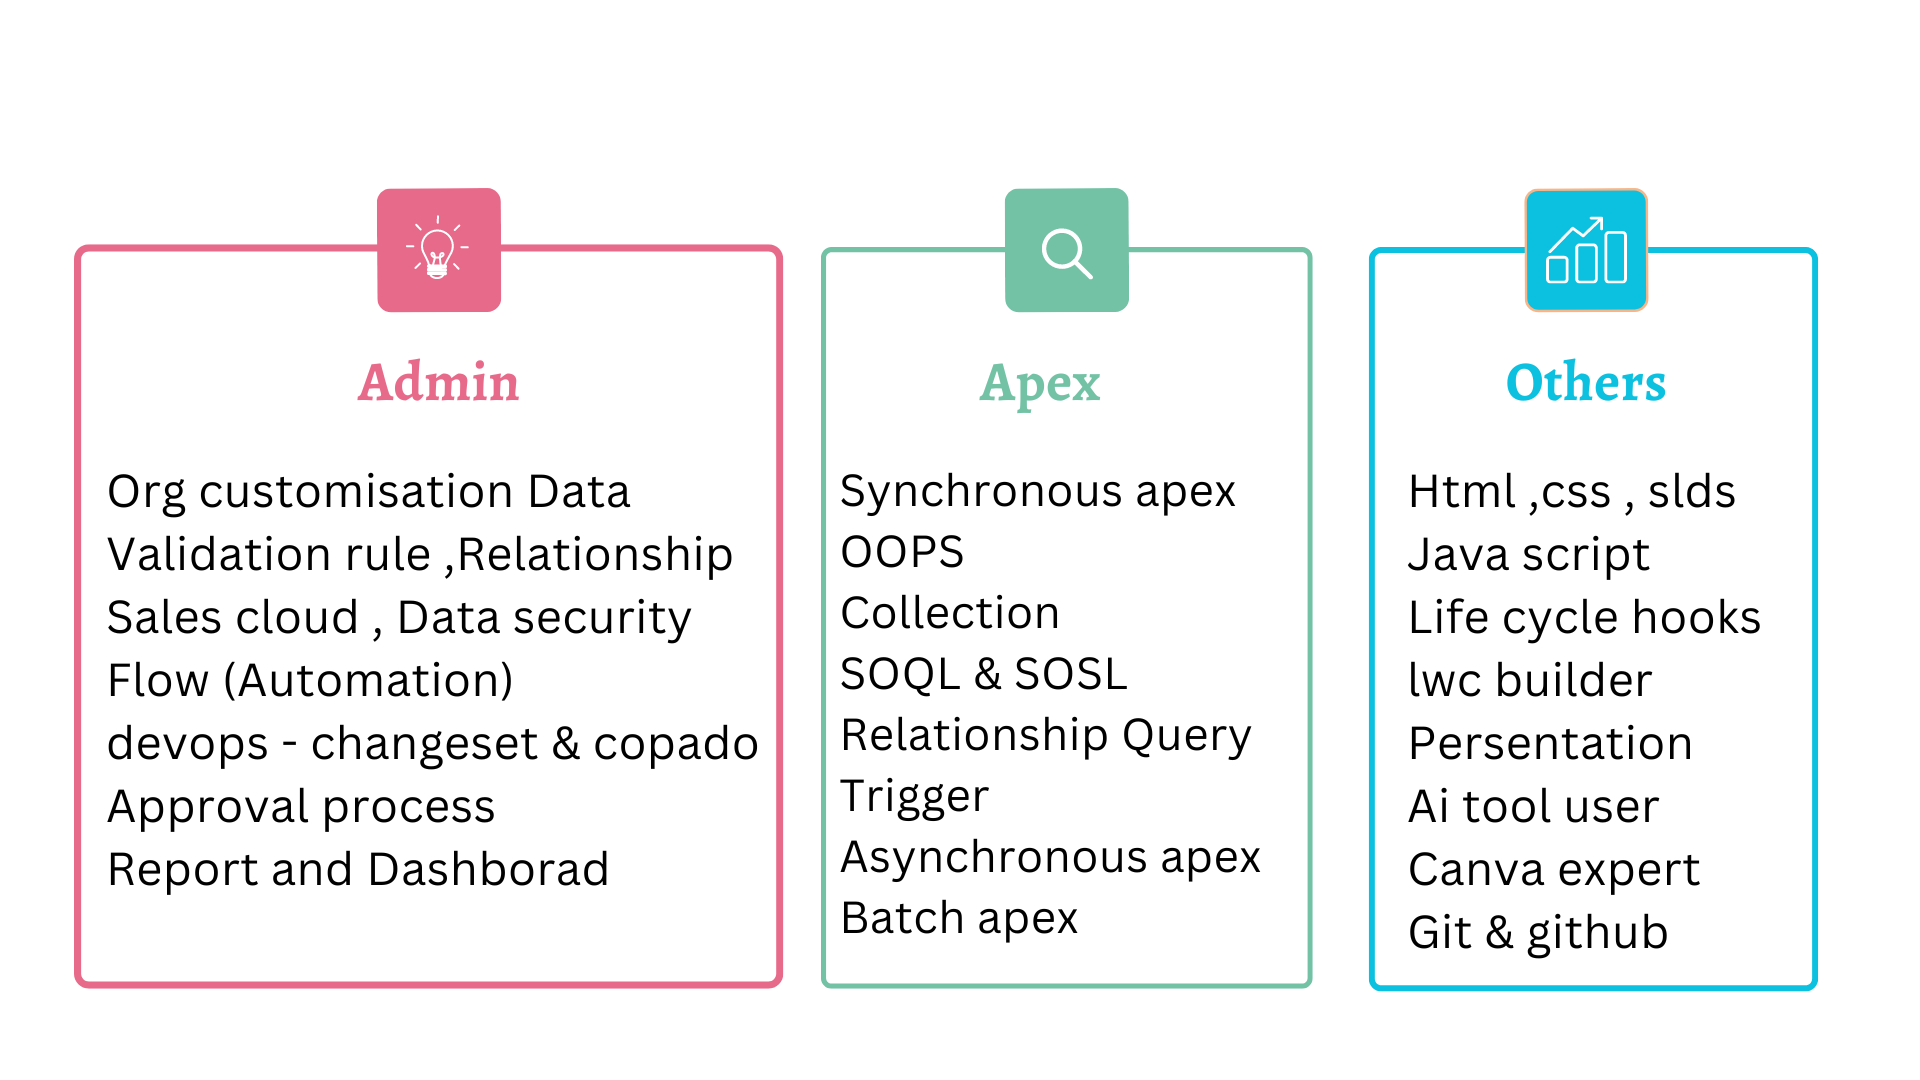 Admin
Org customisation Data
Validation rule ,Relationship
Sales cloud , Data security
Flow (Automation)
devops - changeset & copado
Approval process
Report and Dashborad
Apex
Synchronous apex
OOPS
Collection
SOQL & SOSL
Relationship Query
Trigger
Asynchronous apex
Batch apex
Others
Html ,css , slds
Java script
Life cycle hooks
lwc builder
Persentation
Ai tool user
Canva expert
Git & github